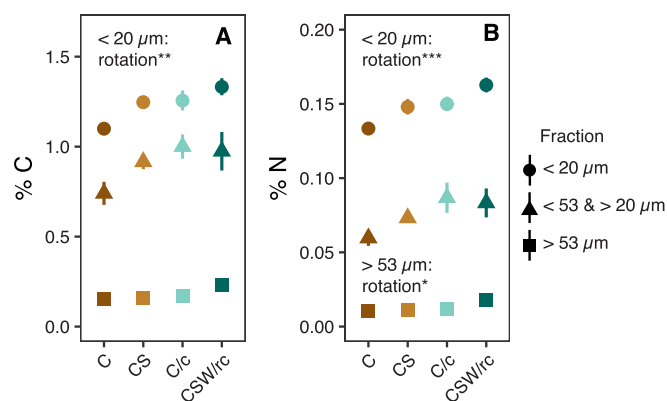 A
< 20 µm:
rotation**
% C
1.5
1.0
0.5
0.0
C
CS
C/c
CSW/rc
B
< 20 µm:
rotation***
> 53 µm:
rotation*
% N
0.20
0.15
0.10
0.05
0.00
C
CS
C/c
CSW/rc
Fraction
< 20 µm
< 53 & > 20 µm
> 53 µm